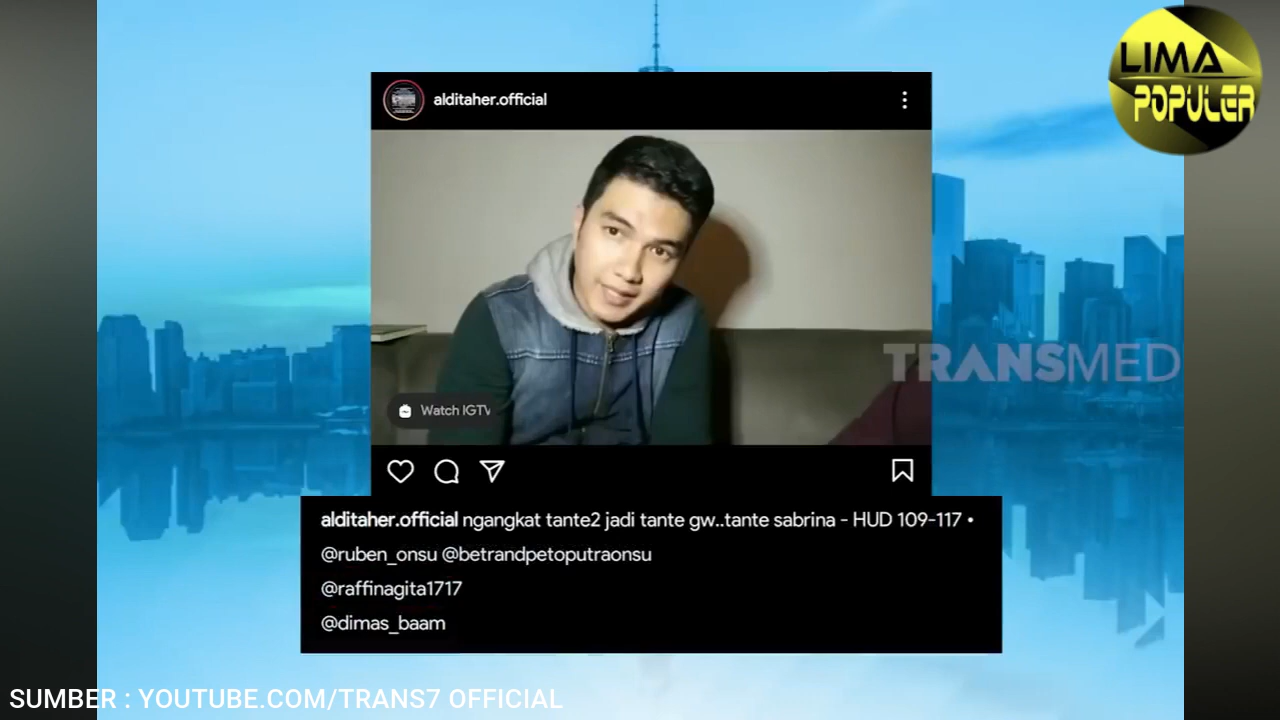 LIMA
POPULER
alditaher.official
TRANSMED
Watch IGTV
alditaher.official ngangkat tante2 jadi tante gw..tante sabrina - HUD 109-117 •
@ruben_onsu @betrandpetoputraonsu
@raffinagita1717
@dimas_baam
SUMBER : YOUTUBE.COM/TRANS7 OFFICIAL